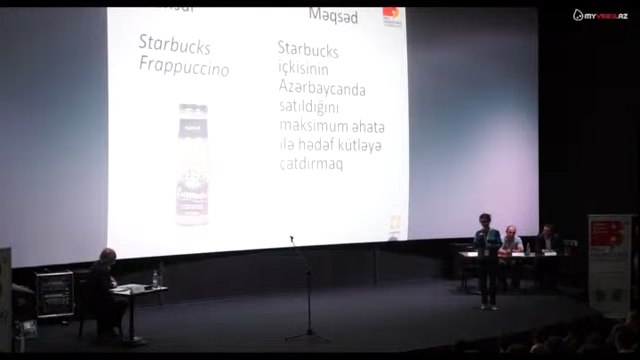 Məqsəd
Starbucks
Frappuccino
Starbucks
içkisinin
Azərbaycanda
satıldığını
maksimum əhatə
ilə hədəf kütləyə
çatdırmaq
MYVIDEO.AZ